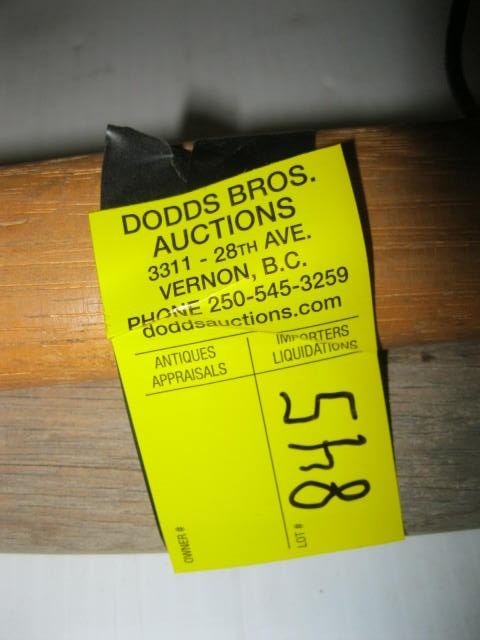 DODDS BROS.
AUCTIONS
3311 - 28TH AVE.
VERNON, B.C.
PHONE 250-545-3259
doddsauctions.com
ANTIQUES
APPRAISALS
IMPORTERS
LIQUIDATIONS
OWNER #
LOT # 845